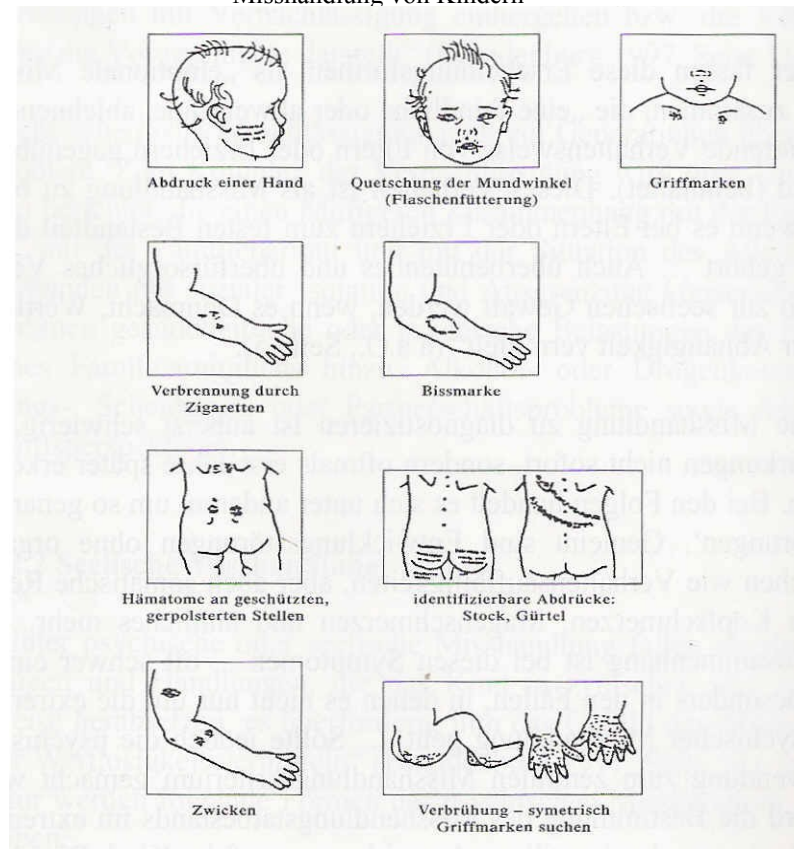 Misshandlung von Kindern
Abdruck einer Hand
Quetschung der Mundwinkel
(Flaschenfütterung)
Griffmarken
Verbrennung durch
Zigaretten
Bissmarke
Hämatome an geschützten,
gerpolsterten Stellen
identifizierbare Abdrücke:
Stock, Gürtel
Zwicken
Verbrühung - symetrisch
Griffmarken suchen